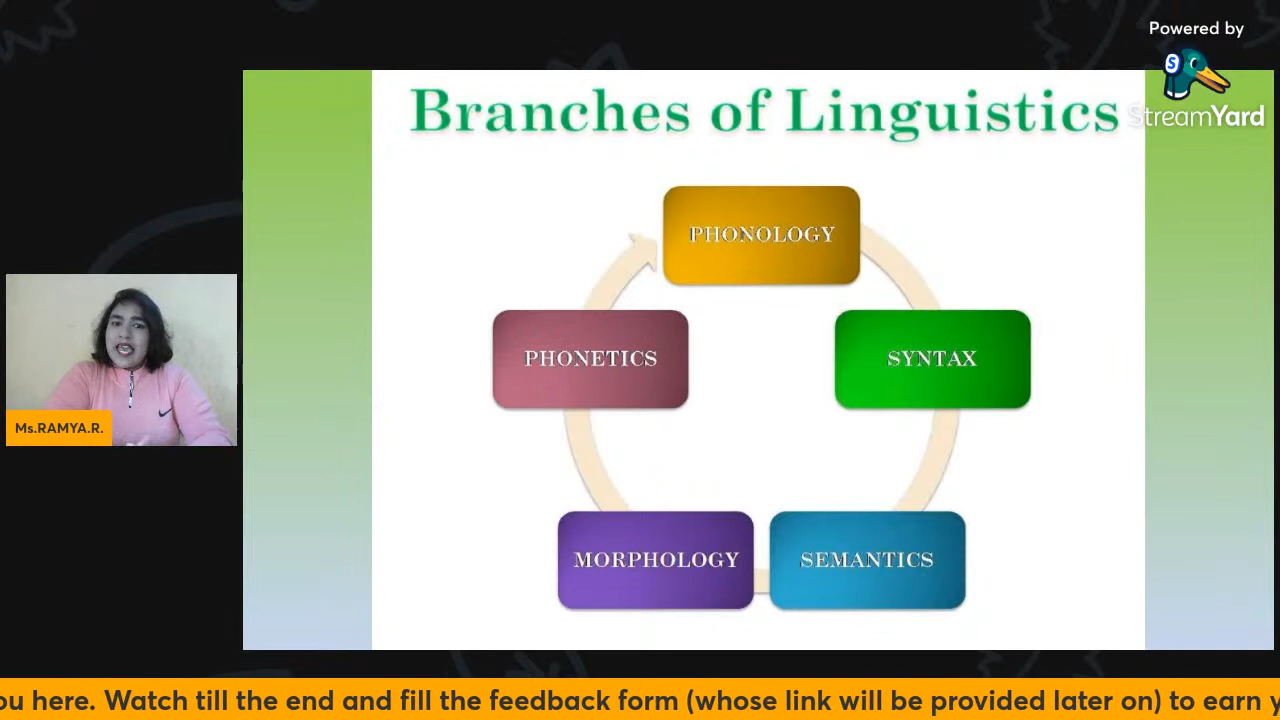 Powered by
StreamYard
Branches of Linguistics
PHONOLOGY
PHONETICS
SYNTAX
MORPHOLOGY
SEMANTICS
Ms.RAMYA.R.
here. Watch till the end and fill the feedback form (whose link will be provided later on) to earn